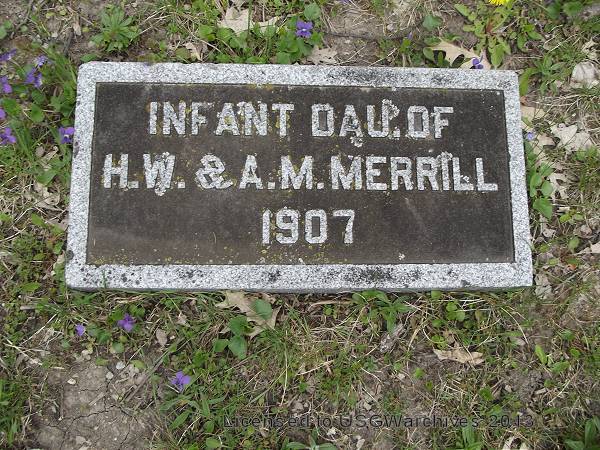 INFANT DAU. OF
H.W. & A.M. MERRILL
1907
Licensed to USGWarchives 2013